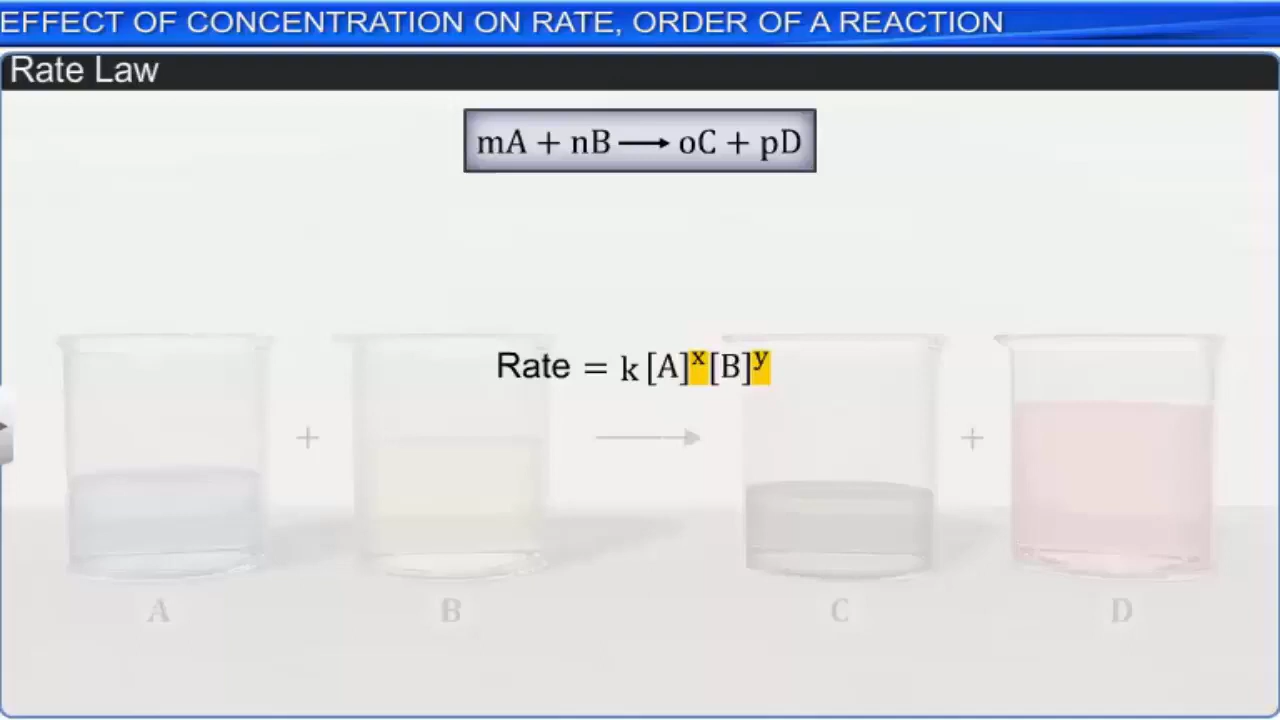 EFFECT OF CONCENTRATION ON RATE, ORDER OF A REACTION
Rate Law
mA + nB ⟶ oC + pD
Rate = k [A]ˣ[B]ʸ
+ ⟶ +
A B C D